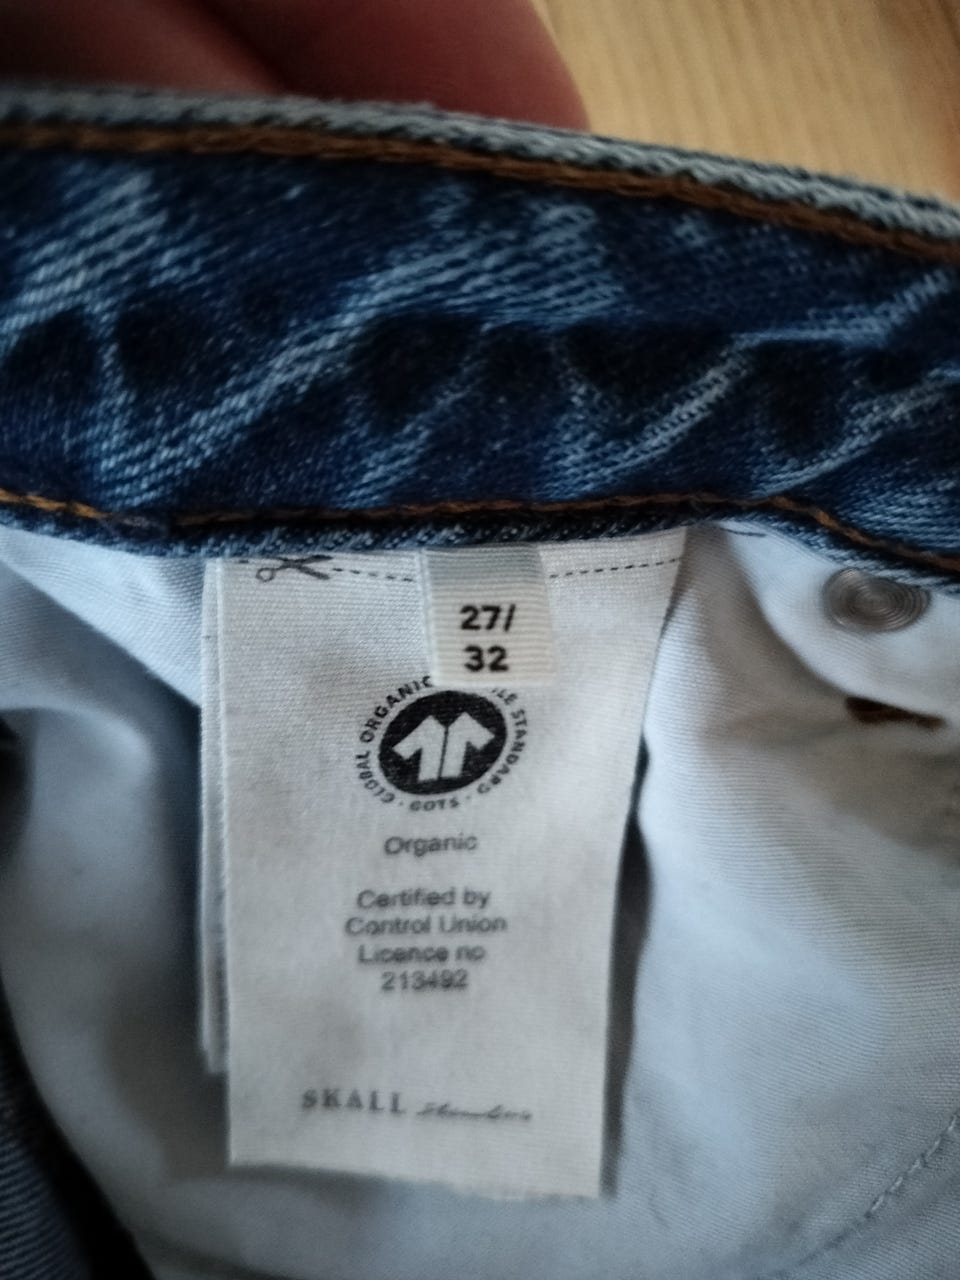 27/
32
GLOBAL ORGANIC STANDARD · GOTS ·
Organic
Certified by
Control Union
Licence no
213492
SKALL